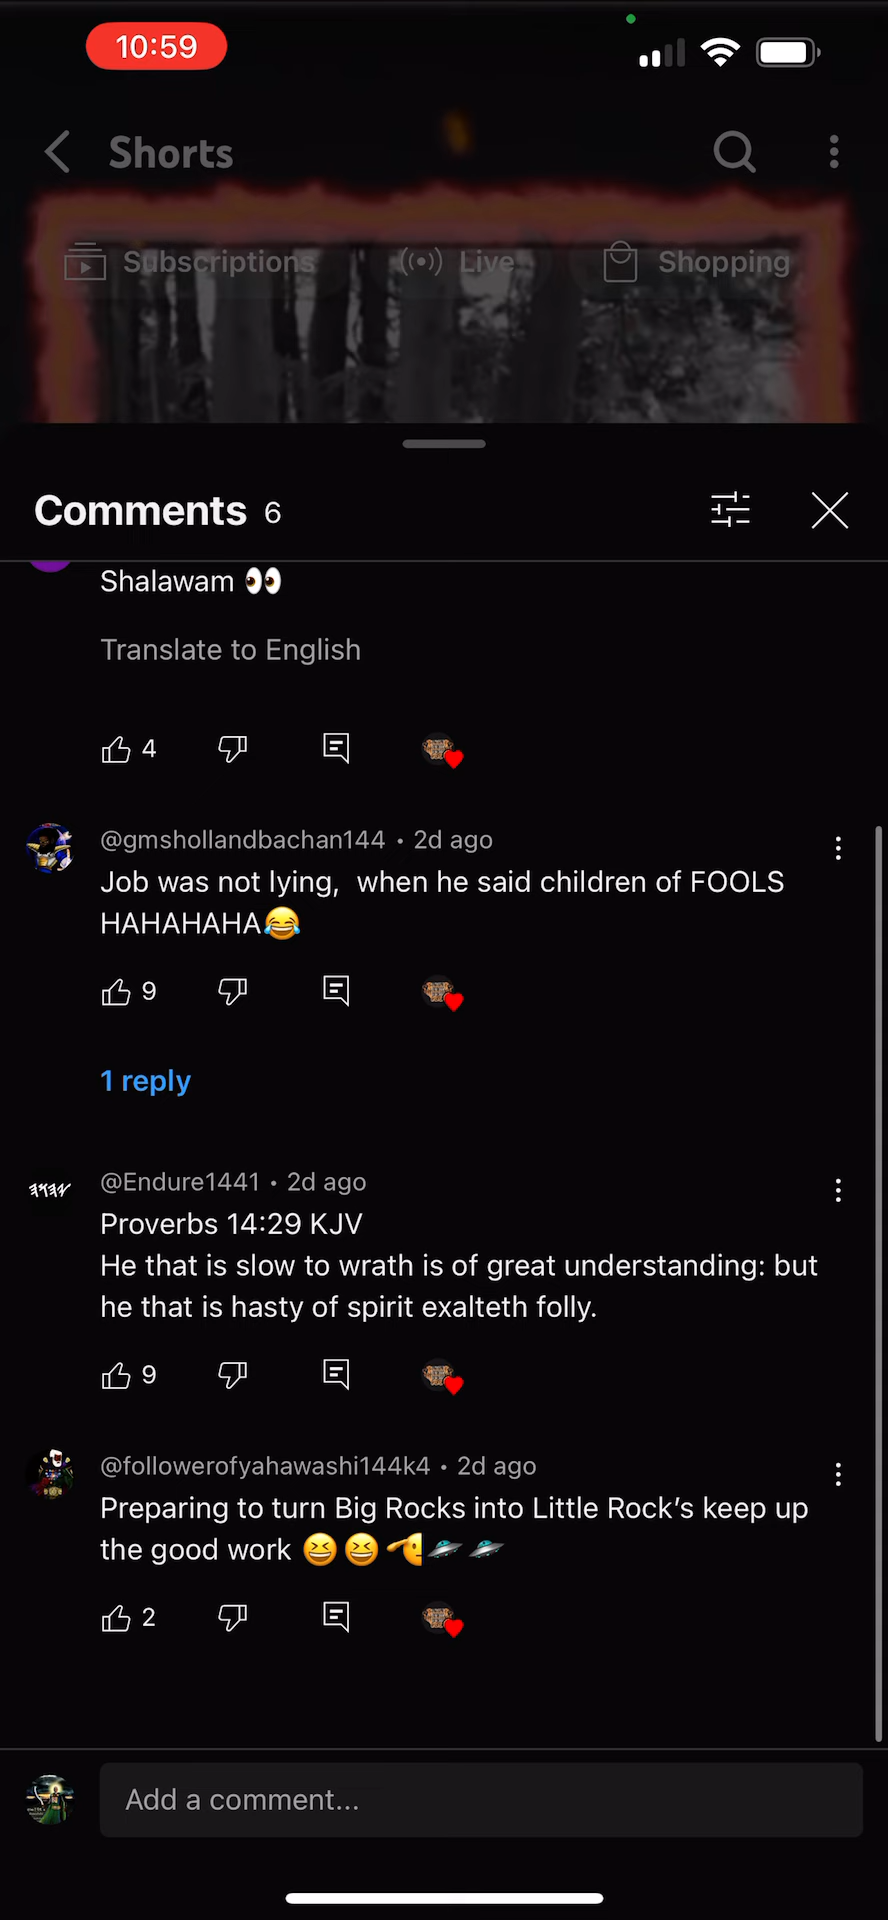 10:59
Shorts
Subscriptions
Live
Shopping
Comments 6
Shalawam 👀
Translate to English
4
@gmshollandbachan144 • 2d ago
Job was not lying,  when he said children of FOOLS
HAHAHAHA😂
9
1 reply
@Endure1441 • 2d ago
Proverbs 14:29 KJV
He that is slow to wrath is of great understanding: but
he that is hasty of spirit exalteth folly.
9
@followerofyahawashi144k4 • 2d ago
Preparing to turn Big Rocks into Little Rock’s keep up
the good work 😆😆🫡🛸🛸
2
Add a comment...